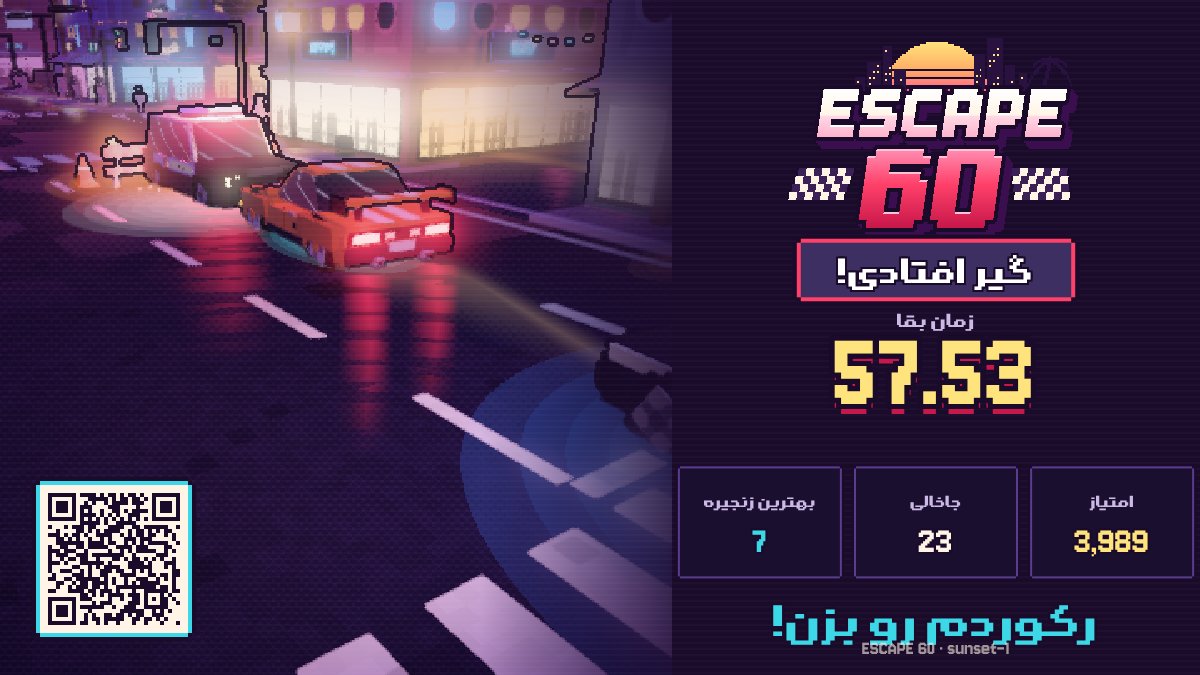 ESCAPE
60
گیر افتادی!
زمان بقا
57.53
امتیاز
3,989
جاخالی
23
بهترین زنجیره
7
رکوردم رو بزن!
ESCAPE 60 · sunset-1